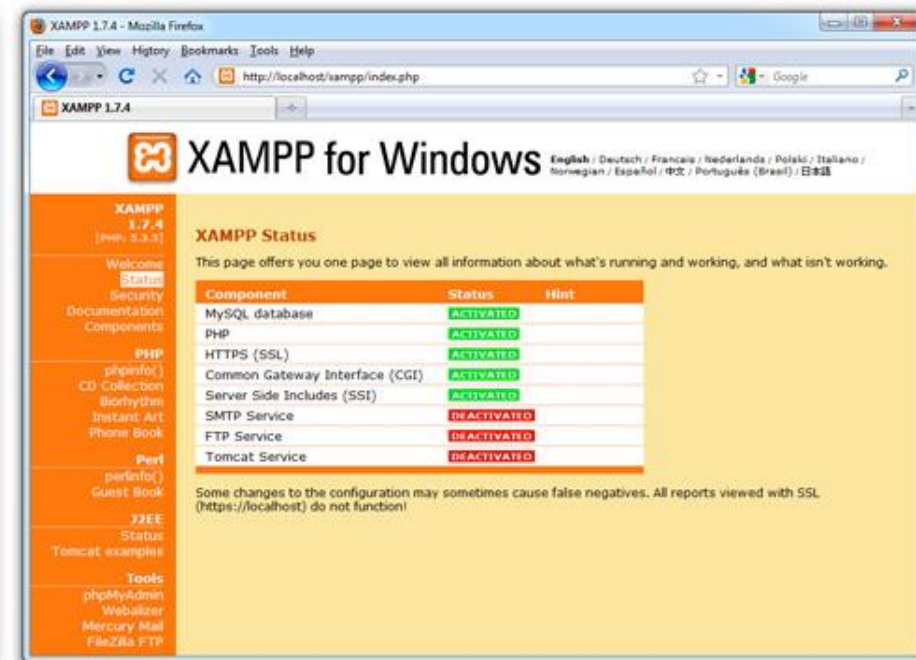 XAMPP 1.7.4 - Mozilla Firefox
File Edit View History Bookmarks Tools Help
http://localhost/xampp/index.php
Google
XAMPP 1.7.4
XAMPP for Windows
English / Deutsch / Francais / Nederlands / Polski / Italiano /
Norwegian / Español / 中文 / Português (Brasil) / 日本語
XAMPP
1.7.4
[PHP: 5.3.5]
Welcome
Status
Security
Documentation
Components
PHP
phpinfo()
CD Collection
Biorhythm
Instant Art
Phone Book
Perl
perlinfo()
Guest Book
J2EE
Status
Tomcat examples
Tools
phpMyAdmin
Webalizer
Mercury Mail
FileZilla FTP
XAMPP Status
This page offers you one page to view all information about what's running and working, and what isn't working.
Component Status Hint
MySQL database ACTIVATED
PHP ACTIVATED
HTTPS (SSL) ACTIVATED
Common Gateway Interface (CGI) ACTIVATED
Server Side Includes (SSI) ACTIVATED
SMTP Service DEACTIVATED
FTP Service DEACTIVATED
Tomcat Service DEACTIVATED
Some changes to the configuration may sometimes cause false negatives. All reports viewed with SSL
(https://localhost) do not function!